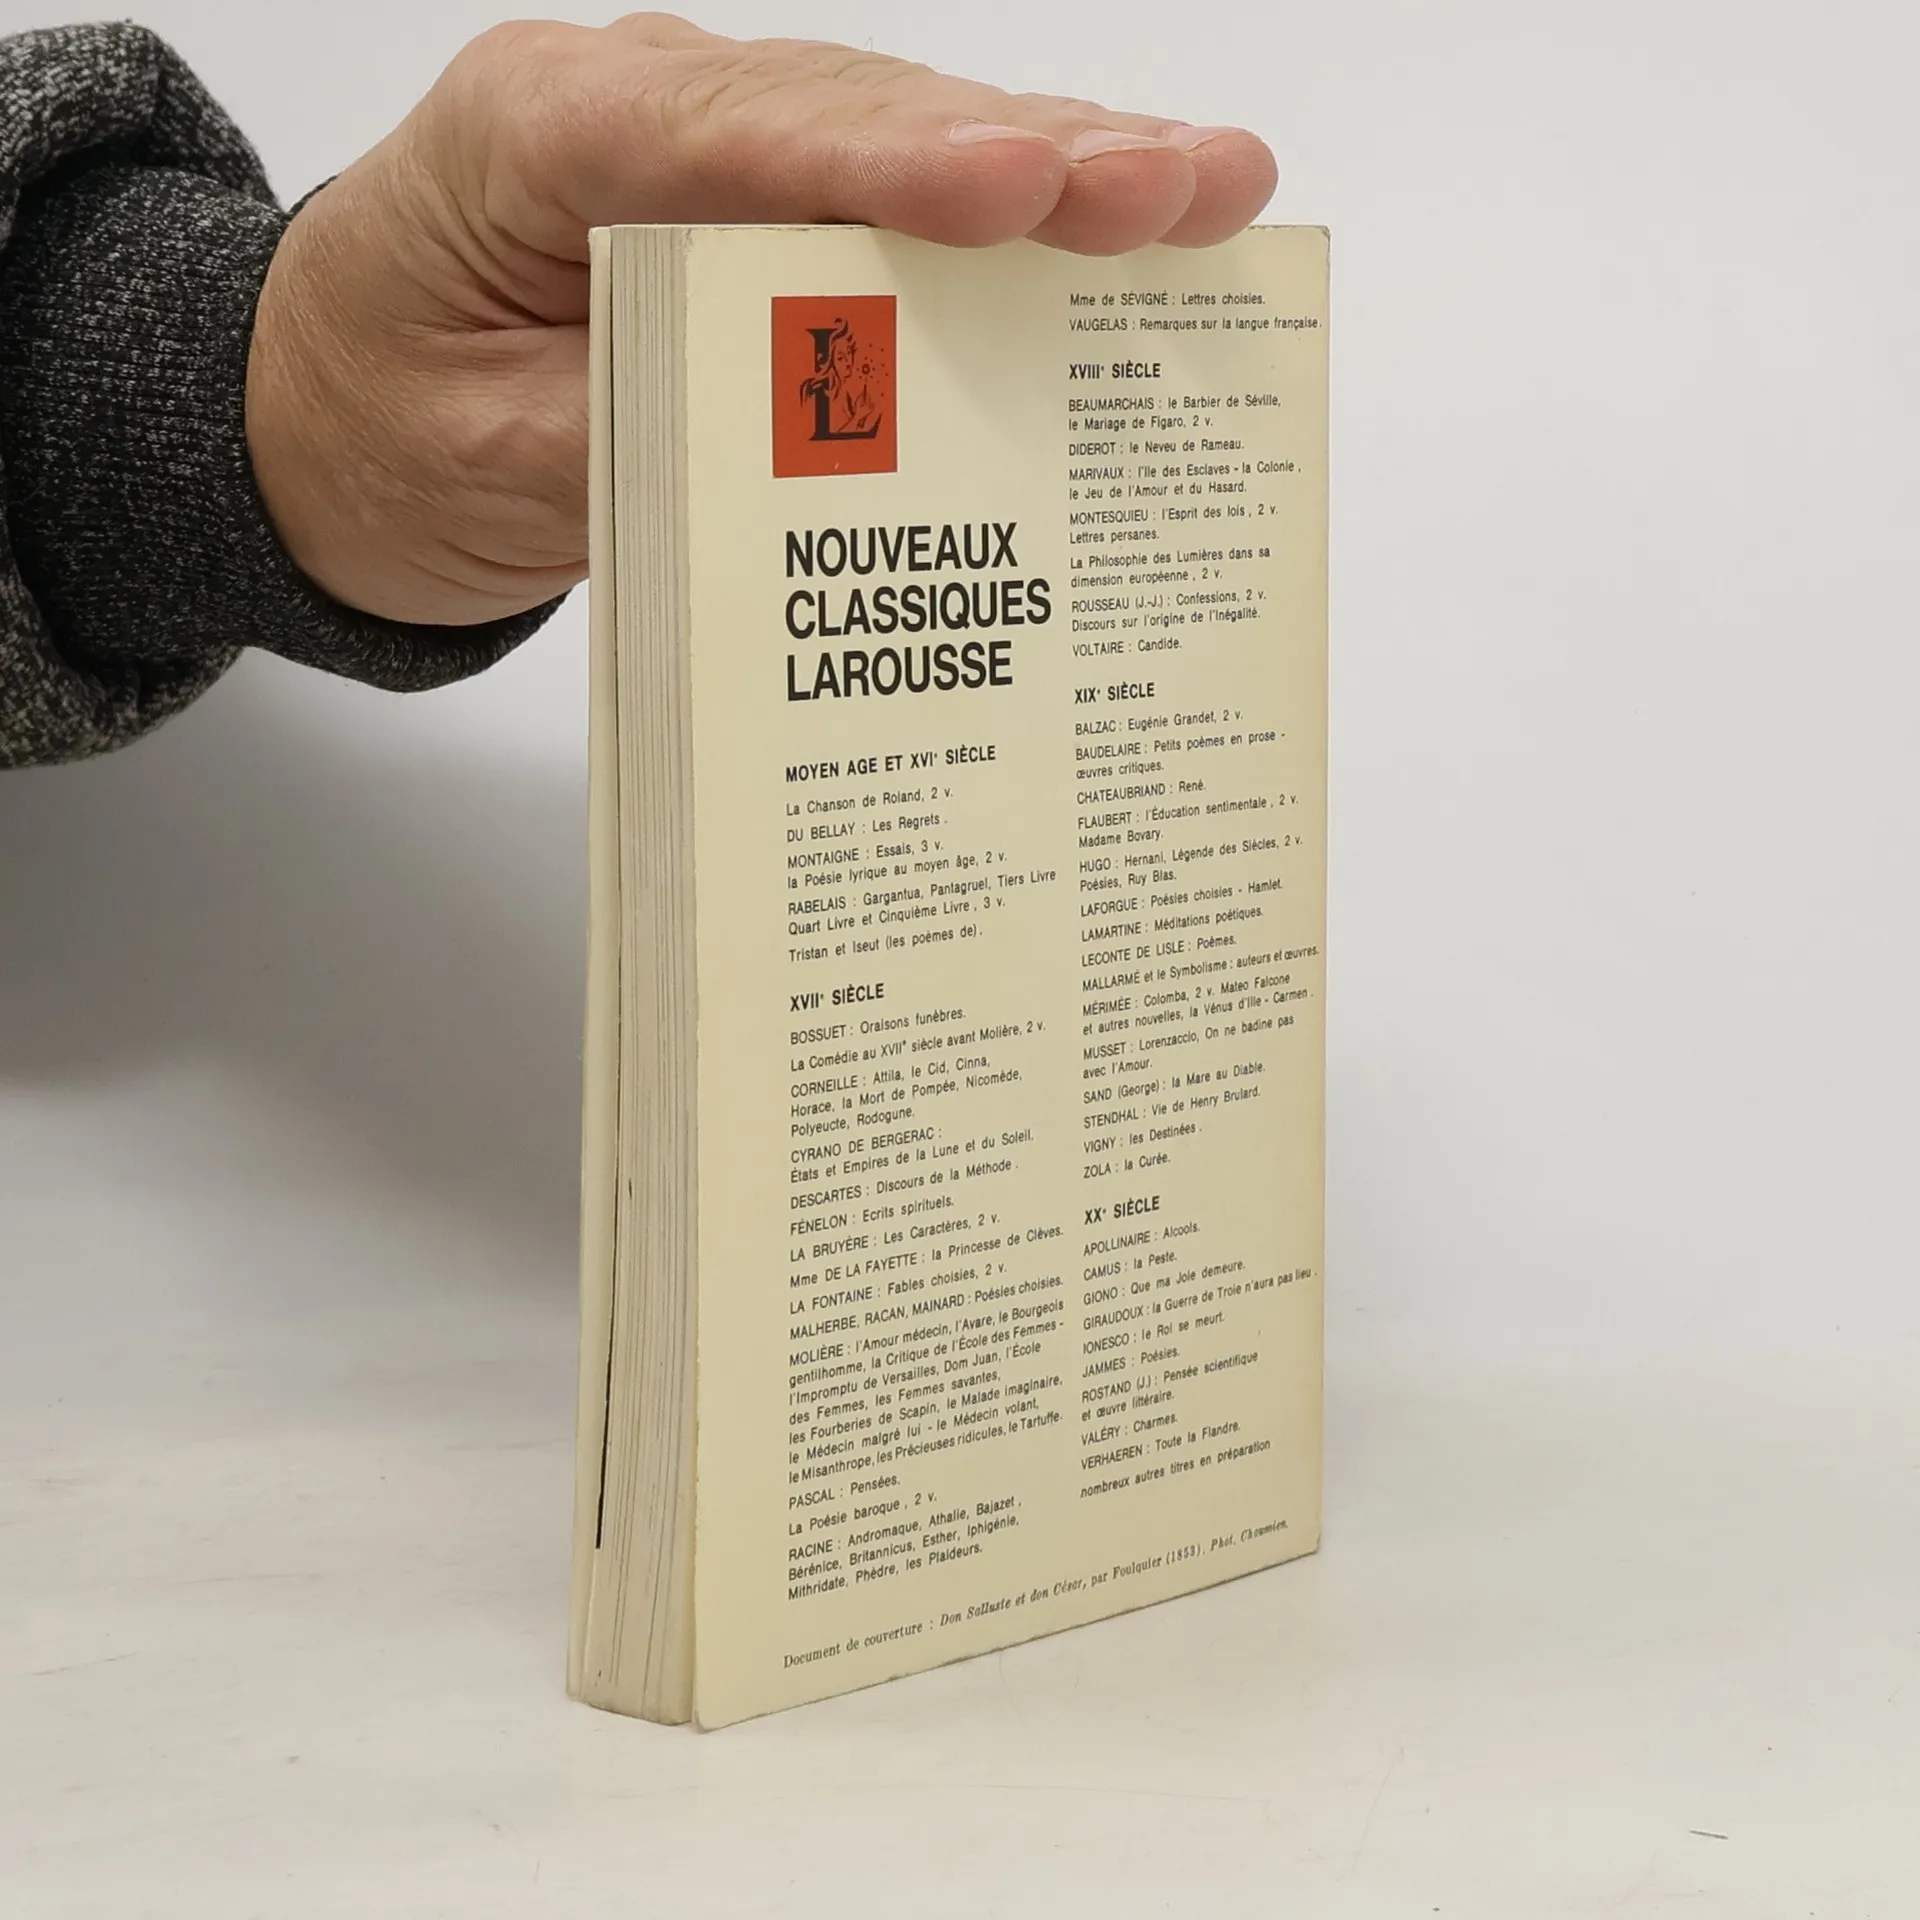 L
NOUVEAUX
CLASSIQUES
LAROUSSE
MOYEN AGE ET XVIᵉ SIÈCLE
La Chanson de Roland, 2 v.
DU BELLAY : Les Regrets .
MONTAIGNE : Essais, 3 v.
la Poésie lyrique au moyen âge, 2 v.
RABELAIS : Gargantua, Pantagruel, Tiers Livre
Quart Livre et Cinquième Livre , 3 v.
Tristan et Iseut (les poèmes de).
XVIIᵉ SIÈCLE
BOSSUET : Oraisons funèbres.
La Comédie au XVIIᵉ siècle avant Molière, 2 v.
CORNEILLE : Attila, le Cid, Cinna,
Horace, la Mort de Pompée, Nicomède,
Polyeucte, Rodogune.
CYRANO DE BERGERAC :
États et Empires de la Lune et du Soleil.
DESCARTES : Discours de la Méthode .
FÉNELON : Ecrits spirituels.
LA BRUYÈRE : Les Caractères, 2 v.
Mme DE LA FAYETTE : la Princesse de Clèves.
LA FONTAINE : Fables choisies, 2 v.
MALHERBE, RACAN, MAINARD : Poésies choisies.
MOLIÈRE : l'Amour médecin, l'Avare, le Bourgeois
gentilhomme, la Critique de l'École des Femmes -
l'Impromptu de Versailles, Dom Juan, l'École
des Femmes, les Femmes savantes,
les Fourberies de Scapin, le Malade imaginaire,
le Médecin malgré lui - le Médecin volant,
le Misanthrope, les Précieuses ridicules, le Tartuffe.
PASCAL : Pensées.
La Poésie baroque , 2 v.
RACINE : Andromaque, Athalie, Bajazet ,
Bérénice, Britannicus, Esther, Iphigénie,
Mithridate, Phèdre, les Plaideurs.
Mme de SÉVIGNÉ : Lettres choisies.
VAUGELAS : Remarques sur la langue française.
XVIIIᵉ SIÈCLE
BEAUMARCHAIS : le Barbier de Séville,
le Mariage de Figaro, 2 v.
DIDEROT : le Neveu de Rameau.
MARIVAUX : l'Ile des Esclaves - la Colonie ,
le Jeu de l'Amour et du Hasard.
MONTESQUIEU : l'Esprit des lois , 2 v.
Lettres persanes.
La Philosophie des Lumières dans sa
dimension européenne , 2 v.
ROUSSEAU (J.-J.) : Confessions, 2 v.
Discours sur l'origine de l'Inégalité.
VOLTAIRE : Candide.
XIXᵉ SIÈCLE
BALZAC : Eugénie Grandet, 2 v.
BAUDELAIRE : Petits poèmes en prose -
œuvres critiques.
CHATEAUBRIAND : René.
FLAUBERT : l'Éducation sentimentale , 2 v.
Madame Bovary.
HUGO : Hernani, Légende des Siècles, 2 v.
Poésies, Ruy Blas.
LAFORGUE : Poésies choisies - Hamlet.
LAMARTINE : Méditations poétiques.
LECONTE DE LISLE : Poèmes.
MALLARMÉ et le Symbolisme : auteurs et œuvres.
MÉRIMÉE : Colomba, 2 v. Mateo Falcone
et autres nouvelles, la Vénus d'Ille - Carmen .
MUSSET : Lorenzaccio, On ne badine pas
avec l'Amour.
SAND (George) : la Mare au Diable.
STENDHAL : Vie de Henry Brulard.
VIGNY : les Destinées .
ZOLA : la Curée.
XXᵉ SIÈCLE
APOLLINAIRE : Alcools.
CAMUS : la Peste.
GIONO : Que ma Joie demeure.
GIRAUDOUX : la Guerre de Troie n'aura pas lieu .
IONESCO : le Roi se meurt.
JAMMES : Poésies.
ROSTAND (J.) : Pensée scientifique
et œuvre littéraire.
VALÉRY : Charmes.
VERHAEREN : Toute la Flandre.
nombreux autres titres en préparation
Document de couverture : Don Salluste et don César, par Foulquier (1853). Phot. Chaumien.